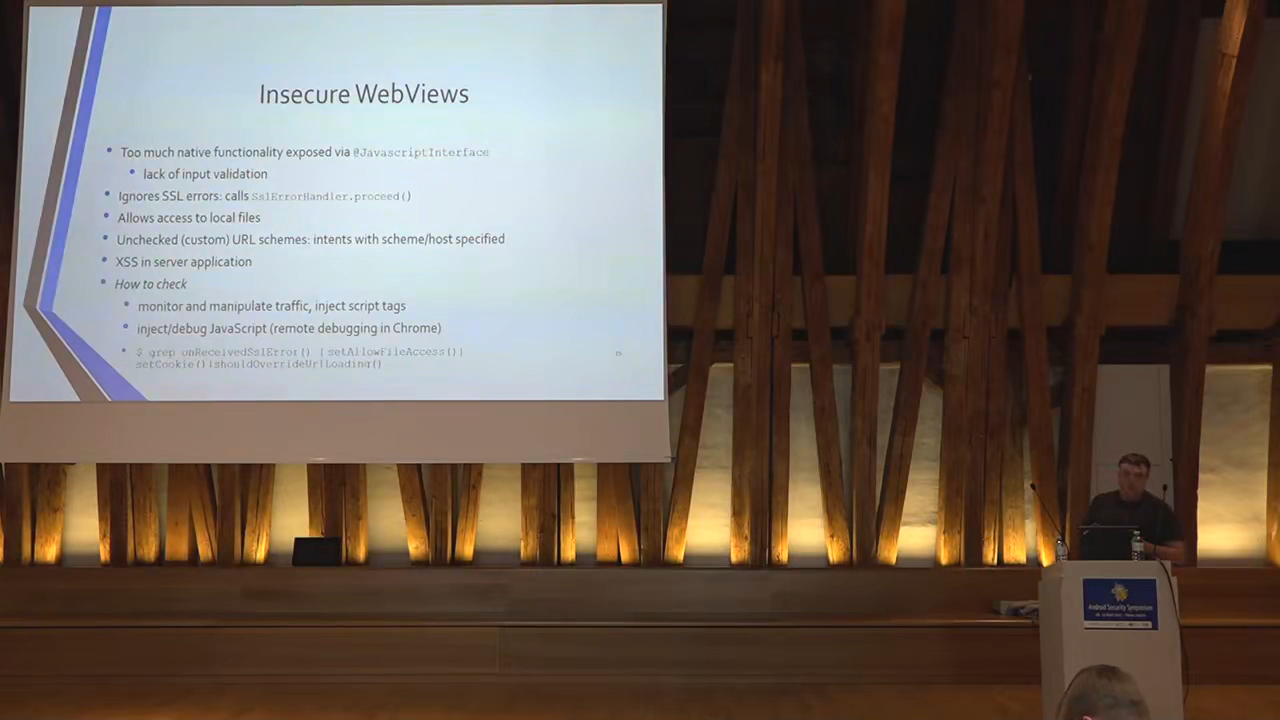 Insecure WebViews
• Too much native functionality exposed via @JavascriptInterface
• lack of input validation
• Ignores SSL errors: calls SslErrorHandler.proceed()
• Allows access to local files
• Unchecked (custom) URL schemes: intents with scheme/host specified
• XSS in server application
• How to check
• monitor and manipulate traffic, inject script tags
• inject/debug JavaScript (remote debugging in Chrome)
• $ grep onReceivedSslError()|setAllowFileAccess()|
setCookie()|shouldOverrideUrlLoading()
Android Security Symposium